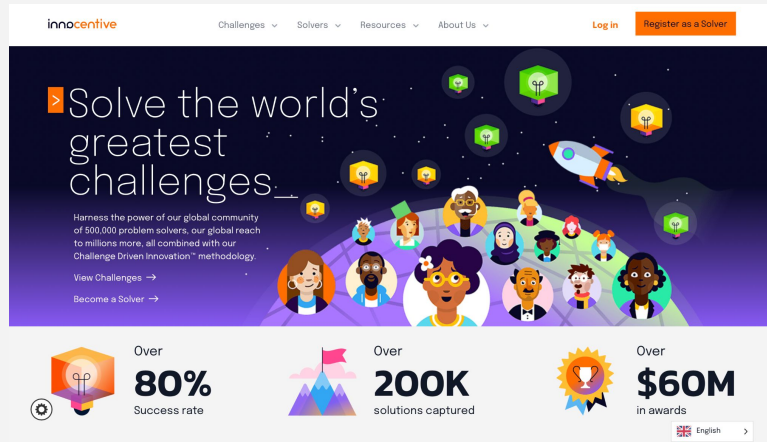 innocentive
Challenges
Solvers
Resources
About Us
Log in
Register as a Solver
> Solve the world's
greatest
challenges_
Harness the power of our global community
of 500,000 problem solvers, our global reach
to millions more, all combined with our
Challenge Driven Innovation™ methodology.
View Challenges →
Become a Solver →
Over
80%
Success rate
Over
200K
solutions captured
Over
$60M
in awards
English >